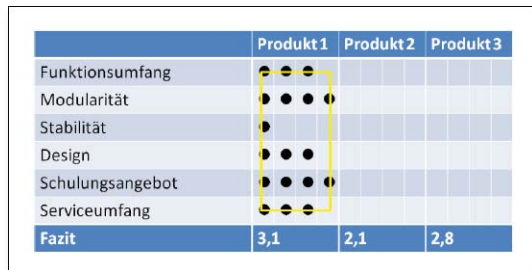 Produkt 1 Produkt 2 Produkt 3
Funktionsumfang
Modularität
Stabilität
Design
Schulungsangebot
Serviceumfang
Fazit 3,1 2,1 2,8